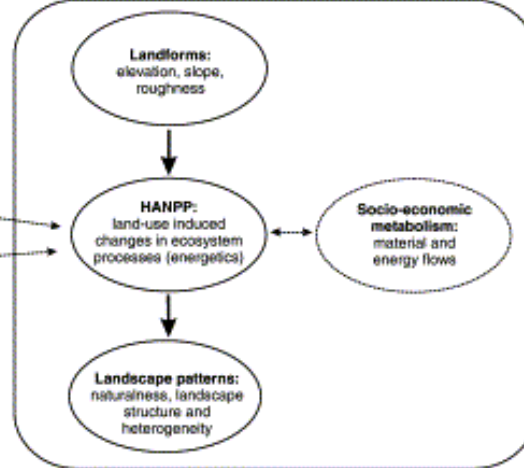 Landforms:
elevation, slope,
roughness
HANPP:
land-use induced
changes in ecosystem
processes (energetics)
Socio-economic
metabolism:
material and
energy flows
Landscape patterns:
naturalness, landscape
structure and
heterogeneity